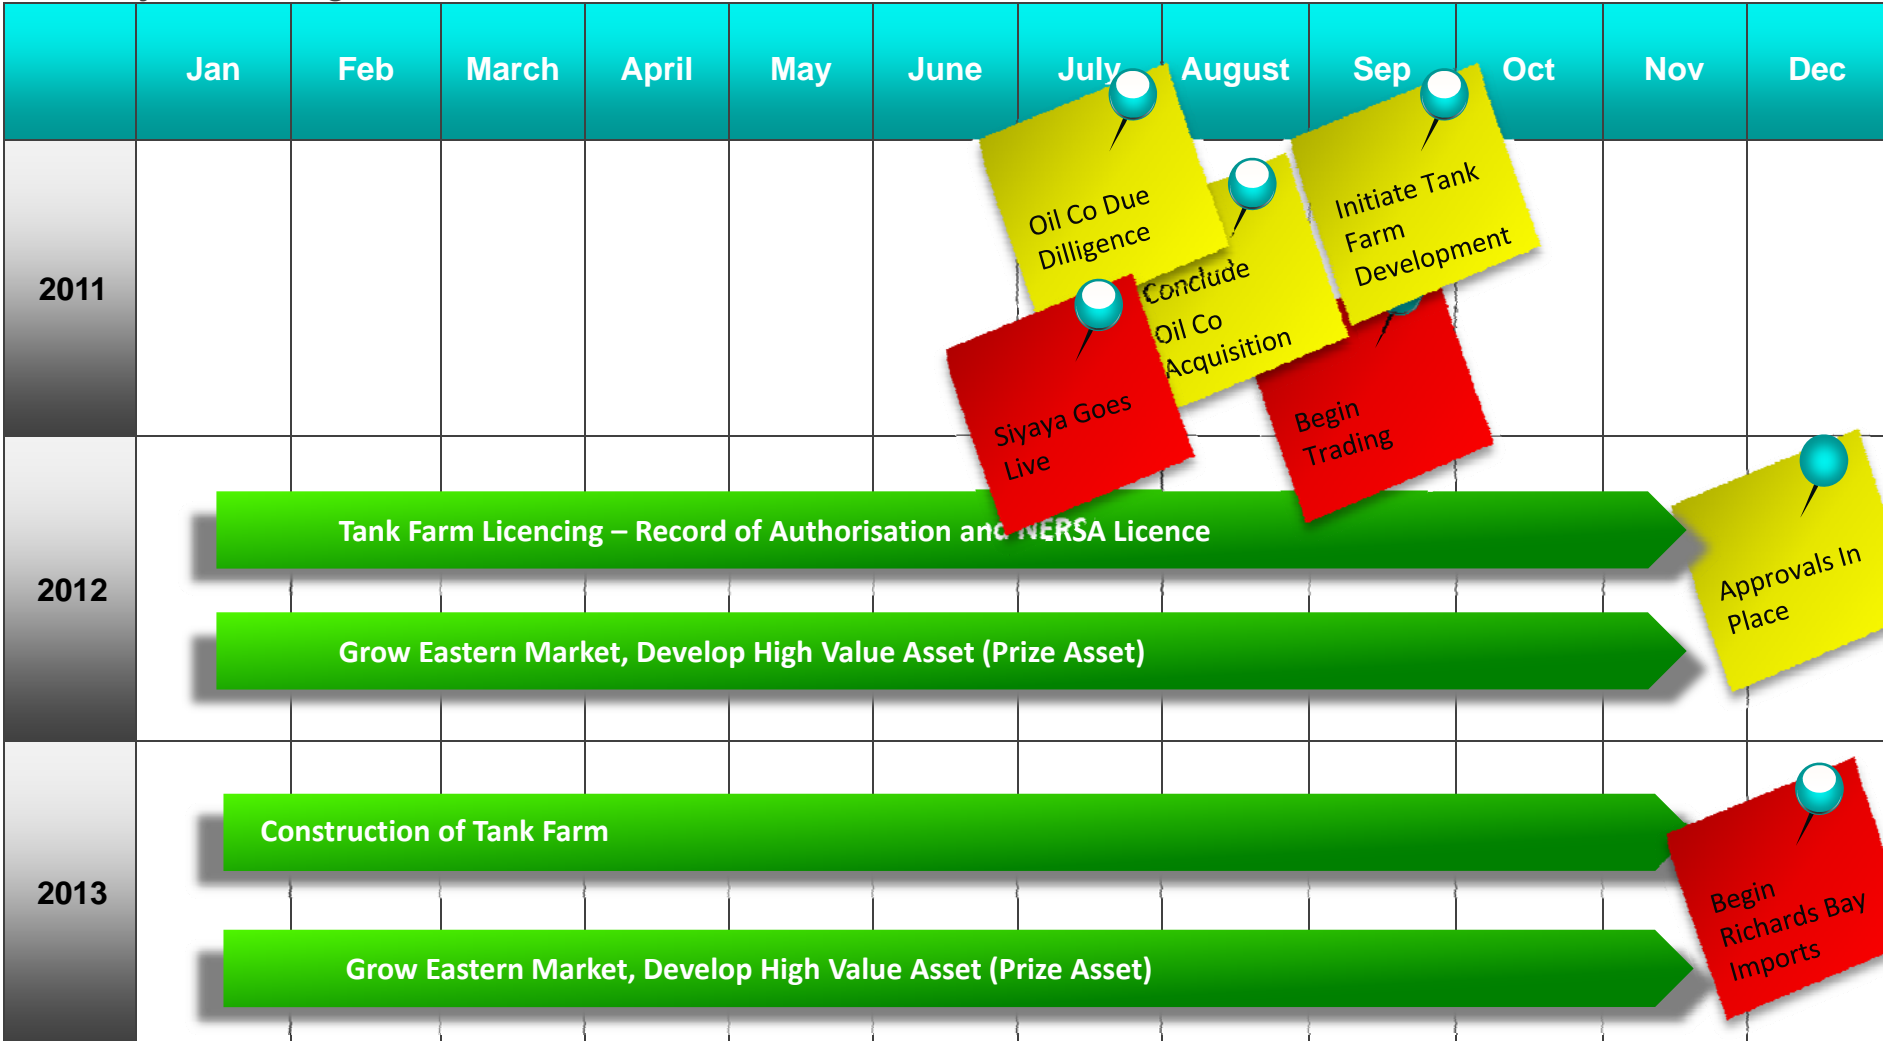 Jan Feb March April May June July August Sep Oct Nov Dec
2011
Oil Co Due
Dilligence
Conclude
Oil Co
Acquisition
Initiate Tank
Farm
Development
Siyaya Goes
Live
Begin
Trading
2012
Tank Farm Licencing – Record of Authorisation and NERSA Licence
Grow Eastern Market, Develop High Value Asset (Prize Asset)
Approvals In
Place
2013
Construction of Tank Farm
Grow Eastern Market, Develop High Value Asset (Prize Asset)
Begin
Richards Bay
Imports